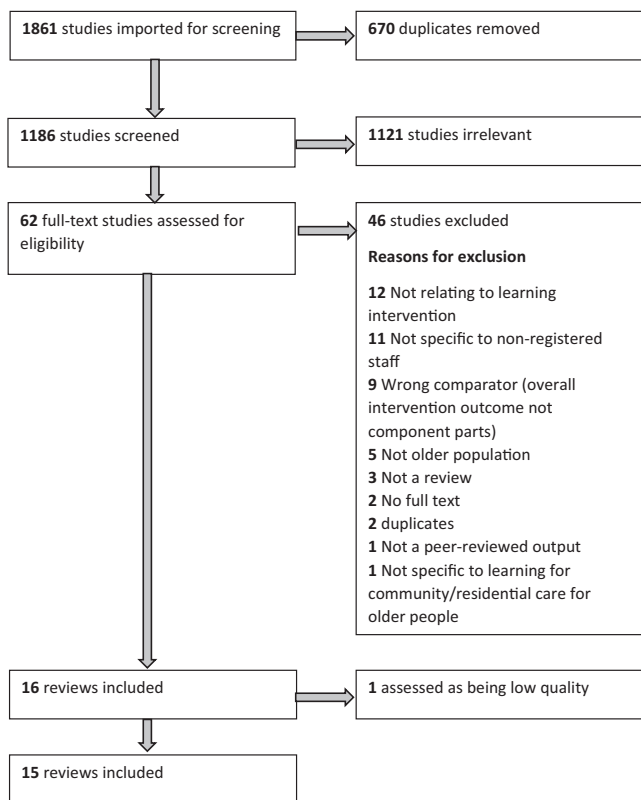 1861 studies imported for screening
670 duplicates removed
1186 studies screened
1121 studies irrelevant
62 full-text studies assessed for
eligibility
46 studies excluded
Reasons for exclusion
12 Not relating to learning
intervention
11 Not specific to non-registered
staff
9 Wrong comparator (overall
intervention outcome not
component parts)
5 Not older population
3 Not a review
2 No full text
2 duplicates
1 Not a peer-reviewed output
1 Not specific to learning for
community/residential care for
older people
16 reviews included
1 assessed as being low quality
15 reviews included